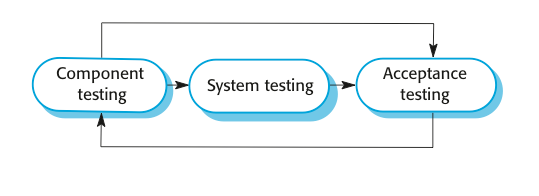 Component
testing
System testing
Acceptance
testing